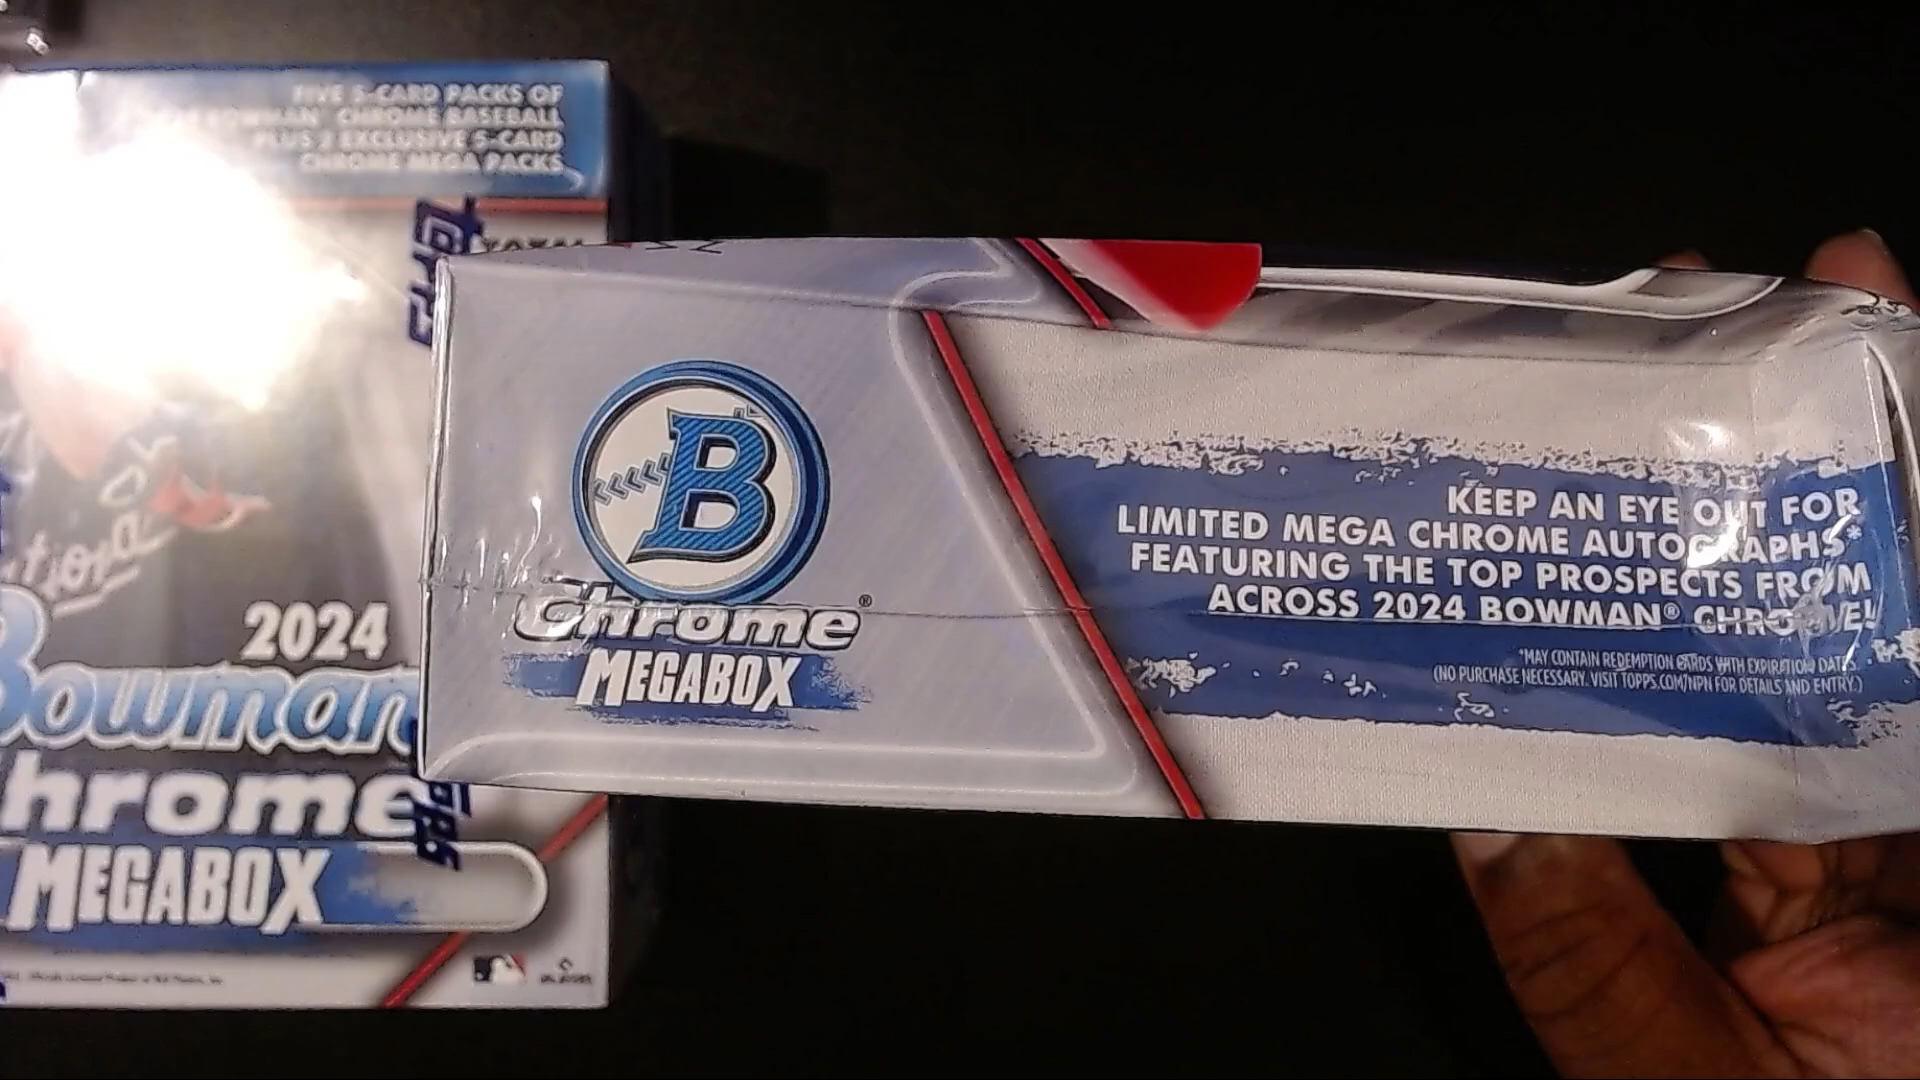 FIVE 5-CARD PACKS OF
BOWMAN CHROME BASEBALL
PLUS 2 EXCLUSIVE 5-CARD
CHROME MEGA PACKS
topps
TOTAL
2024
Bowman
Chrome
MEGABOX
topps
B
Chrome®
MEGABOX
KEEP AN EYE OUT FOR
LIMITED MEGA CHROME AUTOGRAPHS*
FEATURING THE TOP PROSPECTS FROM
ACROSS 2024 BOWMAN® CHROME!
*MAY CONTAIN REDEMPTION CARDS WITH EXPIRATION DATES.
(NO PURCHASE NECESSARY. VISIT TOPPS.COM/NPN FOR DETAILS AND ENTRY.)